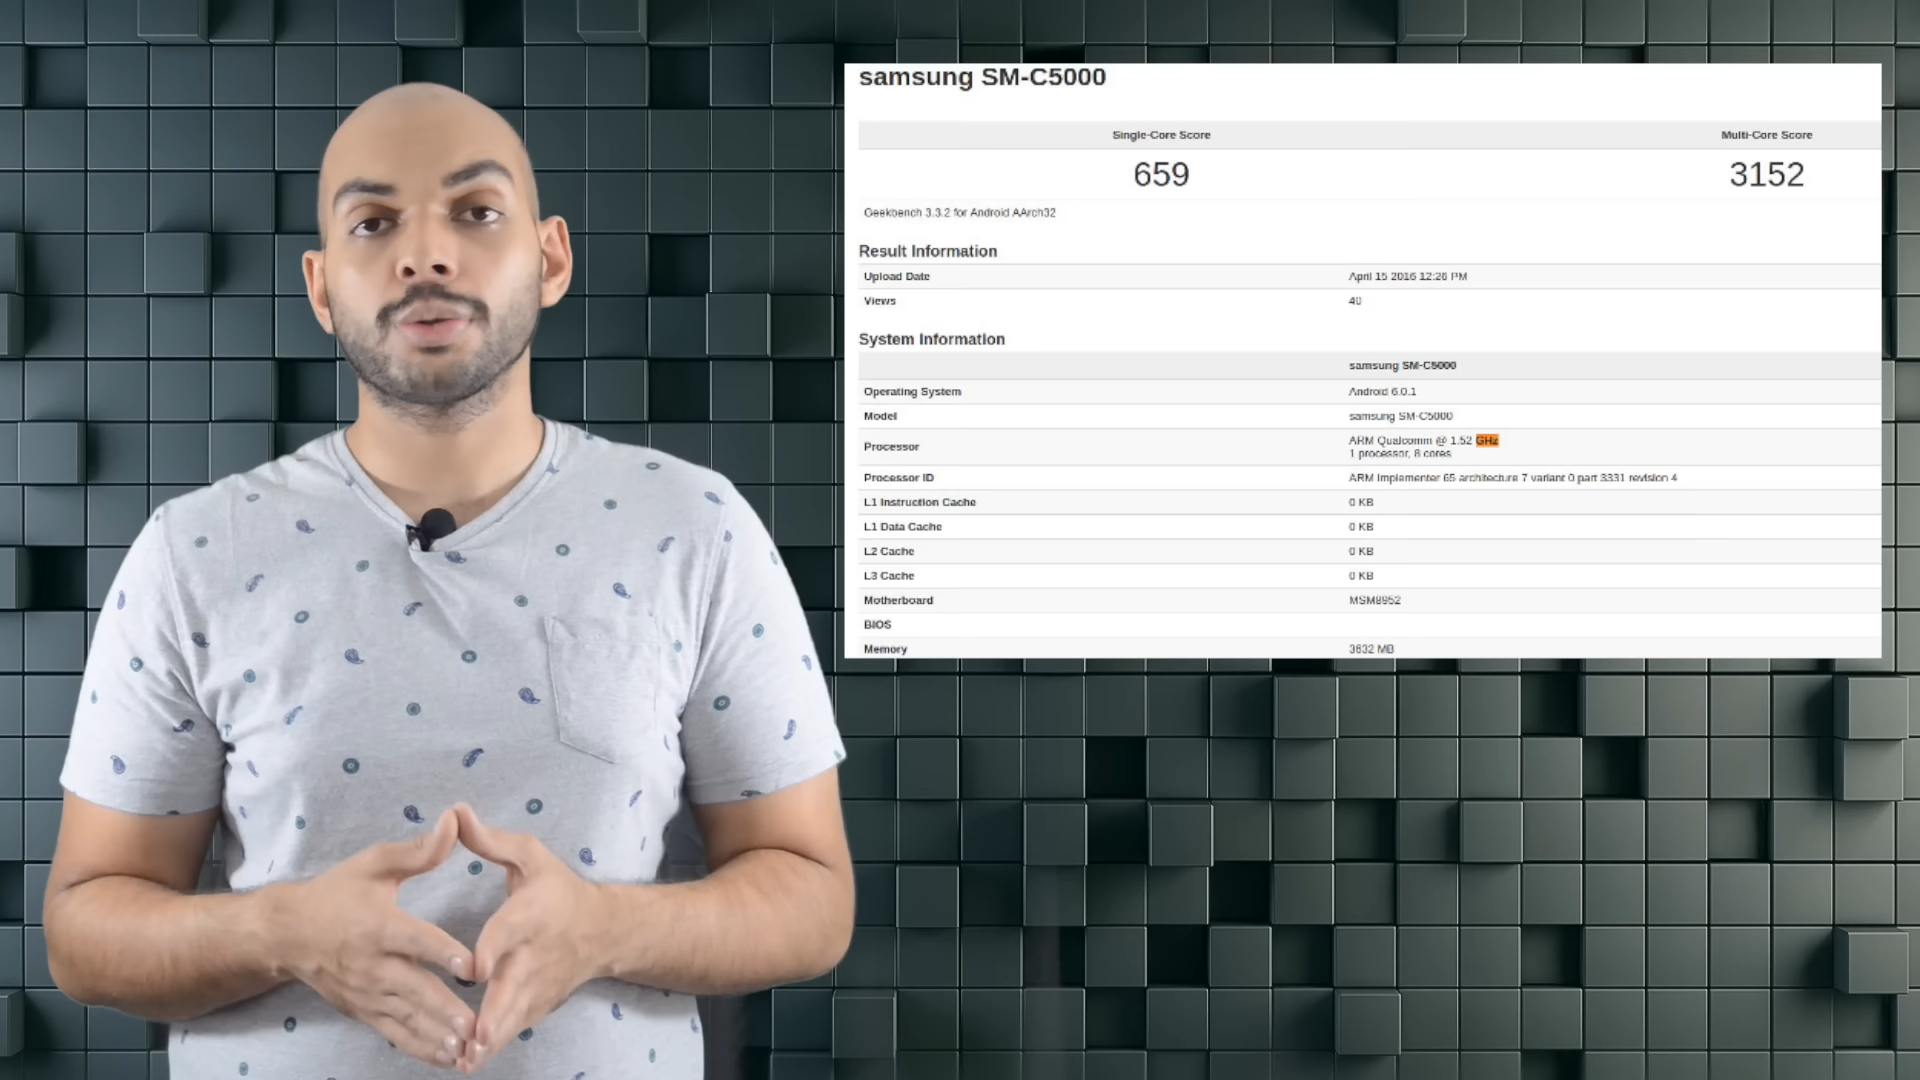 samsung SM-C5000
Single-Core Score Multi-Core Score
659 3152
Geekbench 3.3.2 for Android AArch32
Result Information
Upload Date April 15 2016 12:26 PM
Views 40
System Information
samsung SM-C5000
Operating System Android 6.0.1
Model samsung SM-C5000
Processor ARM Qualcomm @ 1.52 GHz
1 processor, 8 cores
Processor ID ARM implementer 65 architecture 7 variant 0 part 3331 revision 4
L1 Instruction Cache 0 KB
L1 Data Cache 0 KB
L2 Cache 0 KB
L3 Cache 0 KB
Motherboard MSM8952
BIOS
Memory 3632 MB